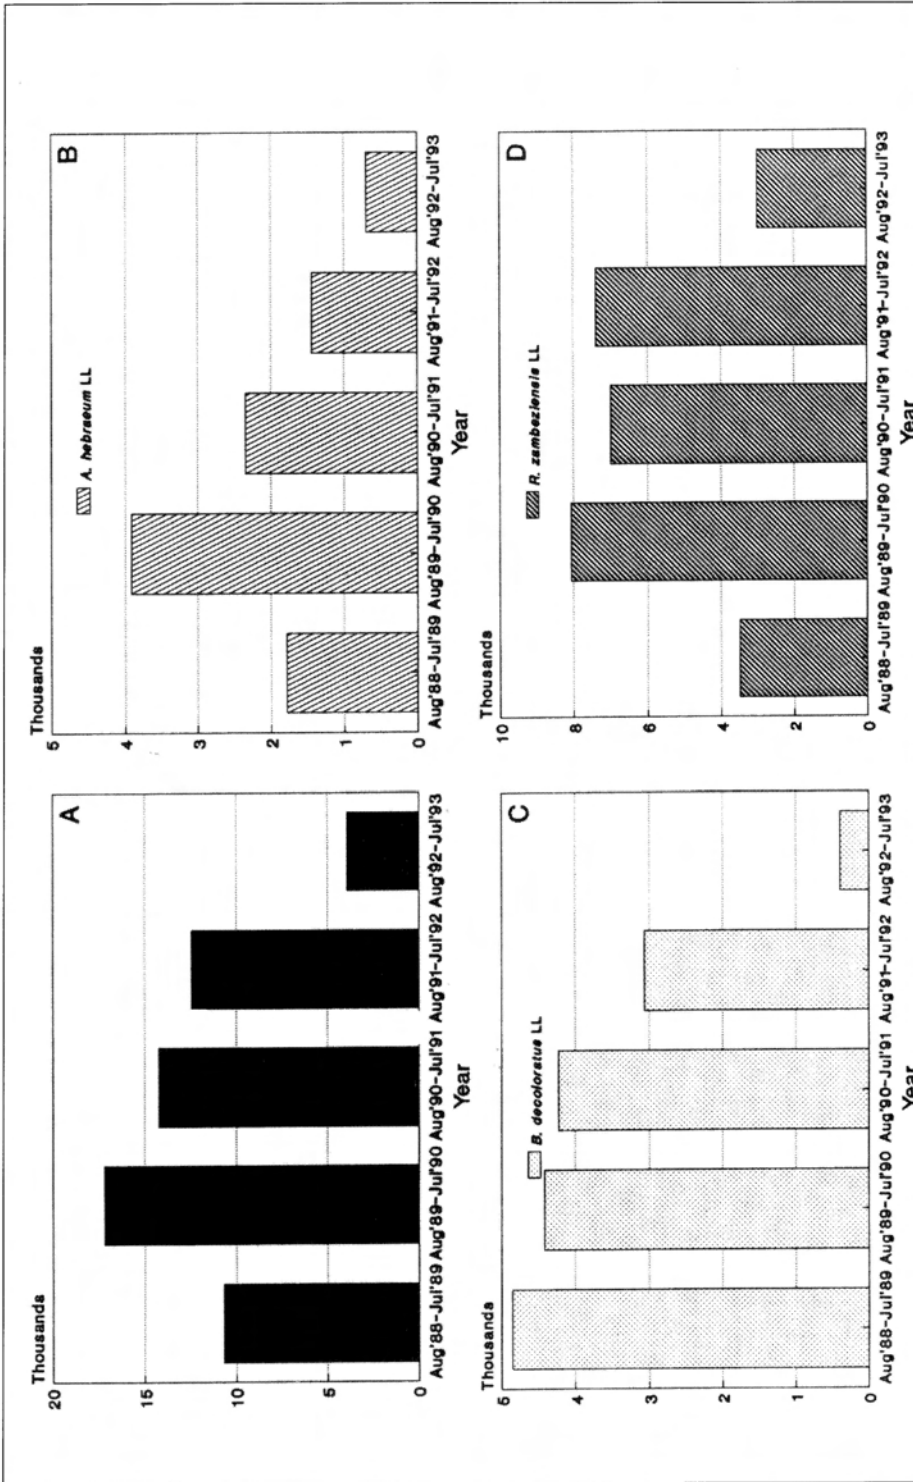 A
Thousands
20
15
10
5
0
Aug'88-Jul'89 Aug'89-Jul'90 Aug'90-Jul'91 Aug'91-Jul'92 Aug'92-Jul'93
Year
B
Thousands
A. hebraeum LL
5
4
3
2
1
0
Aug'88-Jul'89 Aug'89-Jul'90 Aug'90-Jul'91 Aug'91-Jul'92 Aug'92-Jul'93
Year
C
Thousands
B. decoloratus LL
5
4
3
2
1
0
Aug'88-Jul'89 Aug'89-Jul'90 Aug'90-Jul'91 Aug'91-Jul'92 Aug'92-Jul'93
Year
D
Thousands
R. zambeziensis LL
10
8
6
4
2
0
Aug'88-Jul'89 Aug'89-Jul'90 Aug'90-Jul'91 Aug'91-Jul'92 Aug'92-Jul'93
Year